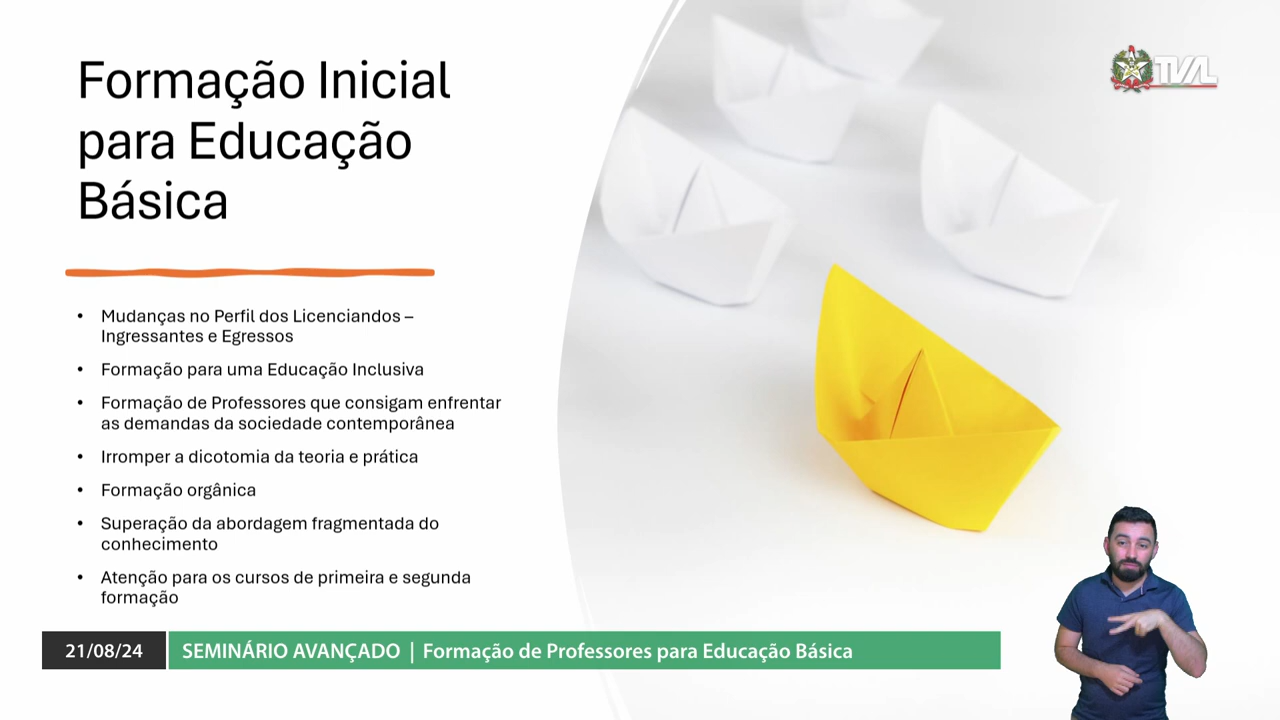 Formação Inicial
para Educação
Básica
TVAL
• Mudanças no Perfil dos Licenciandos –
Ingressantes e Egressos
• Formação para uma Educação Inclusiva
• Formação de Professores que consigam enfrentar
as demandas da sociedade contemporânea
• Irromper a dicotomia da teoria e prática
• Formação orgânica
• Superação da abordagem fragmentada do
conhecimento
• Atenção para os cursos de primeira e segunda
formação
21/08/24 SEMINÁRIO AVANÇADO | Formação de Professores para Educação Básica